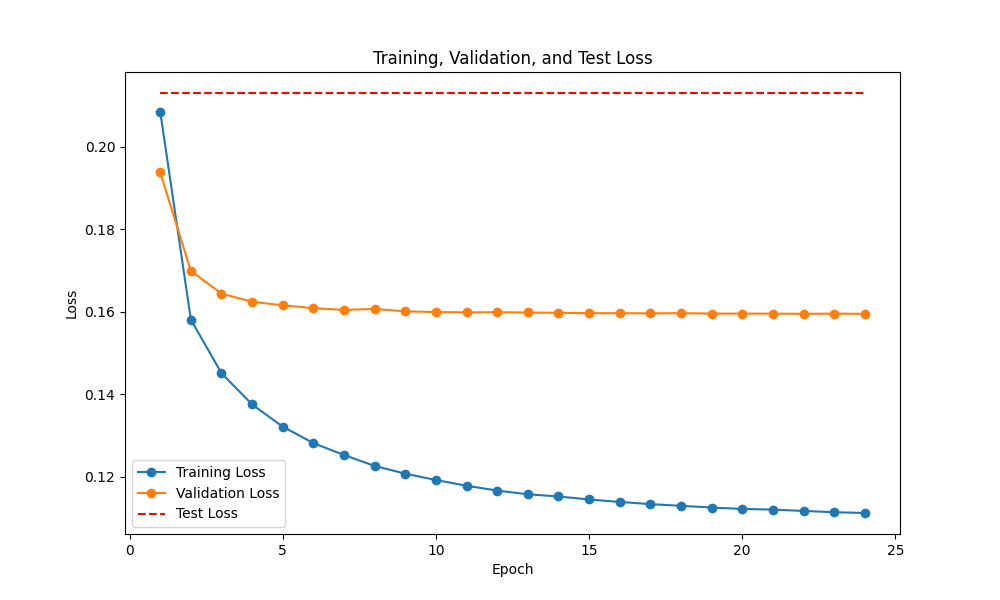 Training, Validation, and Test Loss
Loss
0.20
0.18
0.16
0.14
0.12
Training Loss
Validation Loss
Test Loss
0 5 10 15 20 25
Epoch